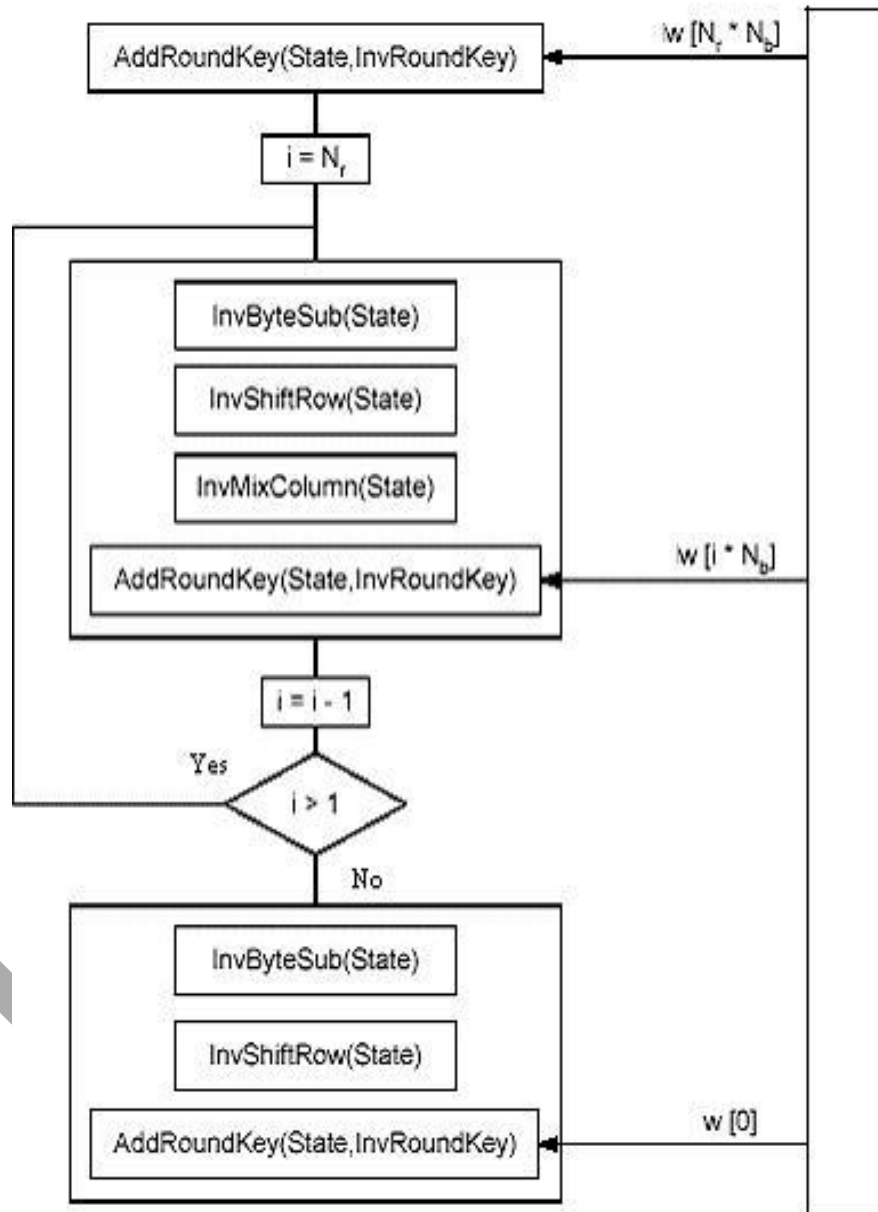 w [Nr * Nb]
AddRoundKey(State,InvRoundKey)
i = Nr
InvByteSub(State)
InvShiftRow(State)
InvMixColumn(State)
AddRoundKey(State,InvRoundKey)
w [i * Nb]
i = i - 1
Yes
i > 1
No
InvByteSub(State)
InvShiftRow(State)
AddRoundKey(State,InvRoundKey)
w [0]